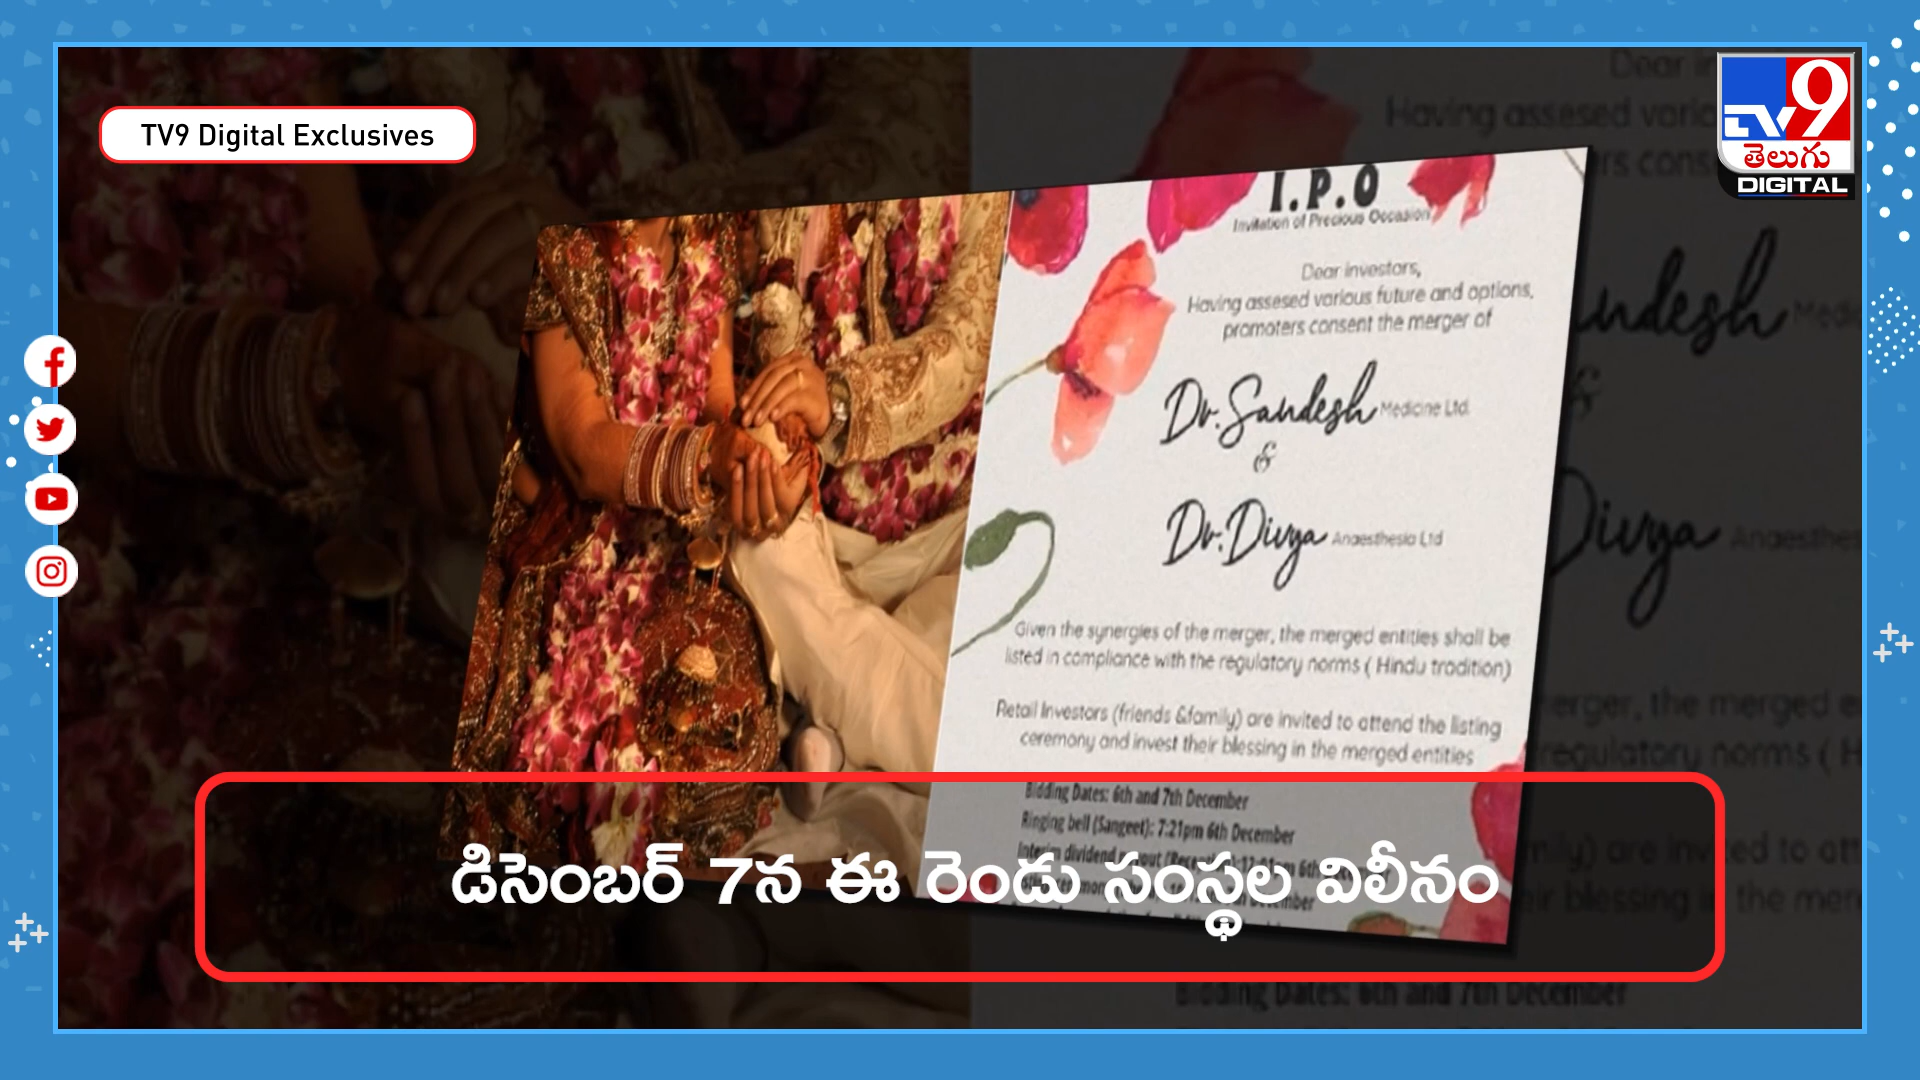 TV9 Digital Exclusives
TV9
తెలుగు
DIGITAL
I.P.O
Invitation of Precious Occasion
Dear investors,
Having assesed various future and options,
promoters consent the merger of
Dr. Sandesh Medicine Ltd.
&
Dr. Divya Anaesthesia Ltd
Given the synergies of the merger, the merged entities shall be
listed in compliance with the regulatory norms ( Hindu tradition)
Retail Investors (friends &family) are invited to attend the listing
ceremony and invest their blessing in the merged entities
Bidding Dates: 6th and 7th December
Ringing bell (Sangeet): 7:21pm 6th December
Interim dividend
డిసెంబర్ 7న ఈ రెండు సంస్థల విలీనం